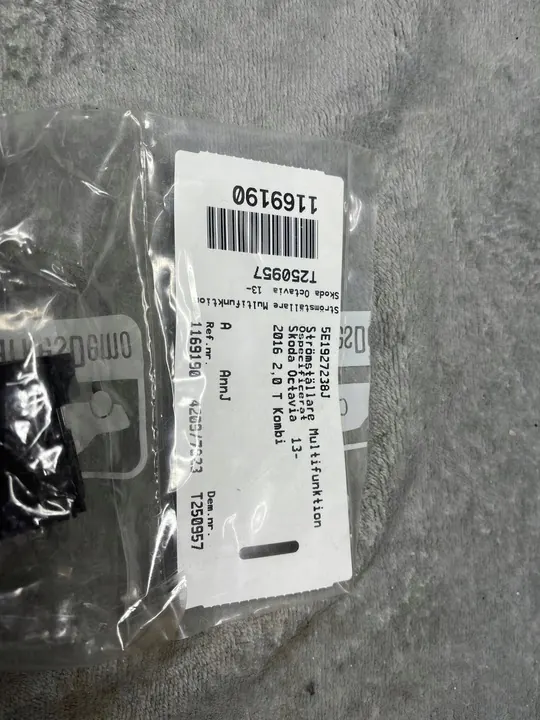 1169190
T250957
Skoda Octavia 13-
Strömställare Multifunktion
5E1927238J
Strömställare Multifunktion
Ospecificerat
Skoda Octavia 13-
2016 2,0 T Kombi
A AnnJ
Ref.nr. Dem.nr.
1169190 T250957